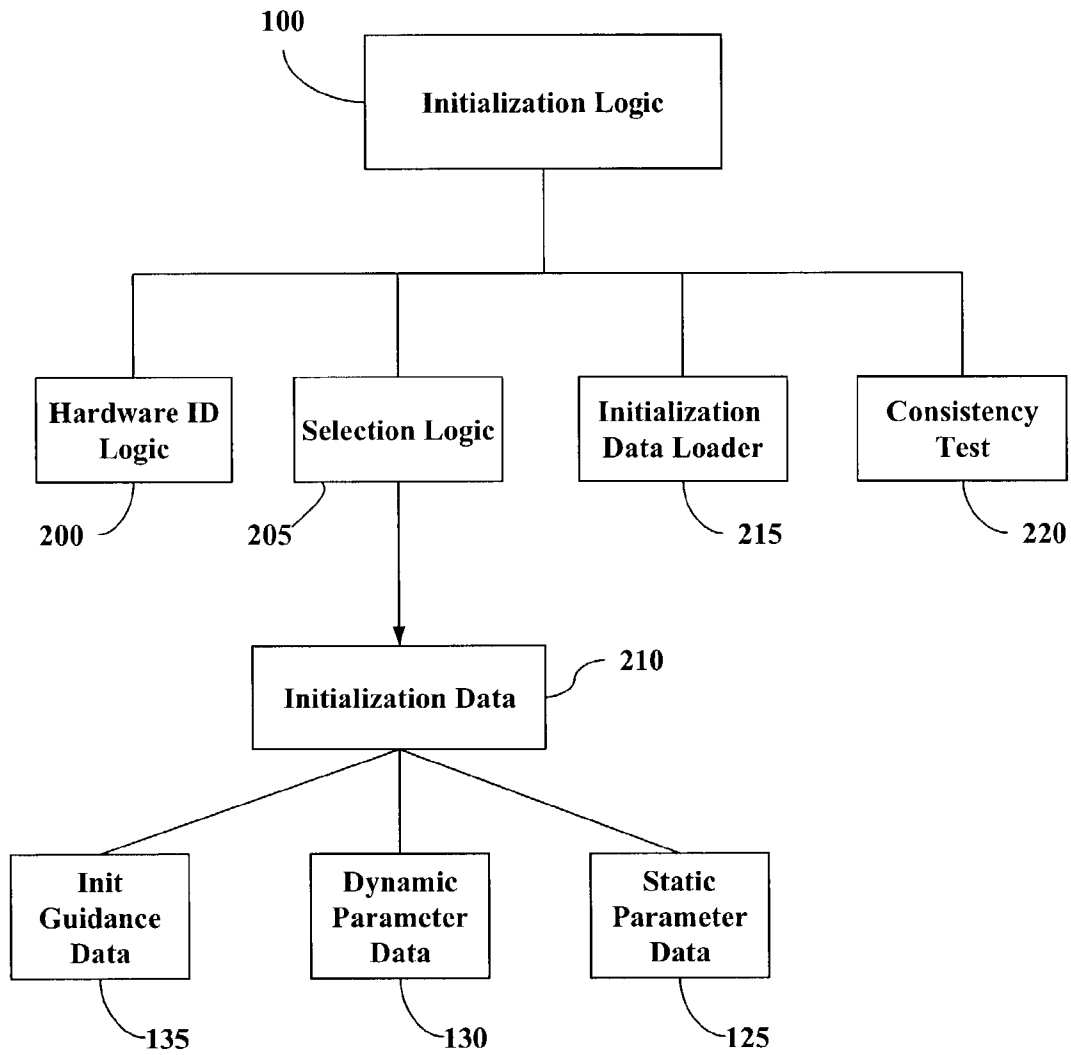 100
Initialization Logic
Hardware ID
Logic
Selection Logic
Initialization
Data Loader
Consistency
Test
200
205
215
220
210
Initialization Data
Init
Guidance
Data
Dynamic
Parameter
Data
Static
Parameter
Data
135
130
125